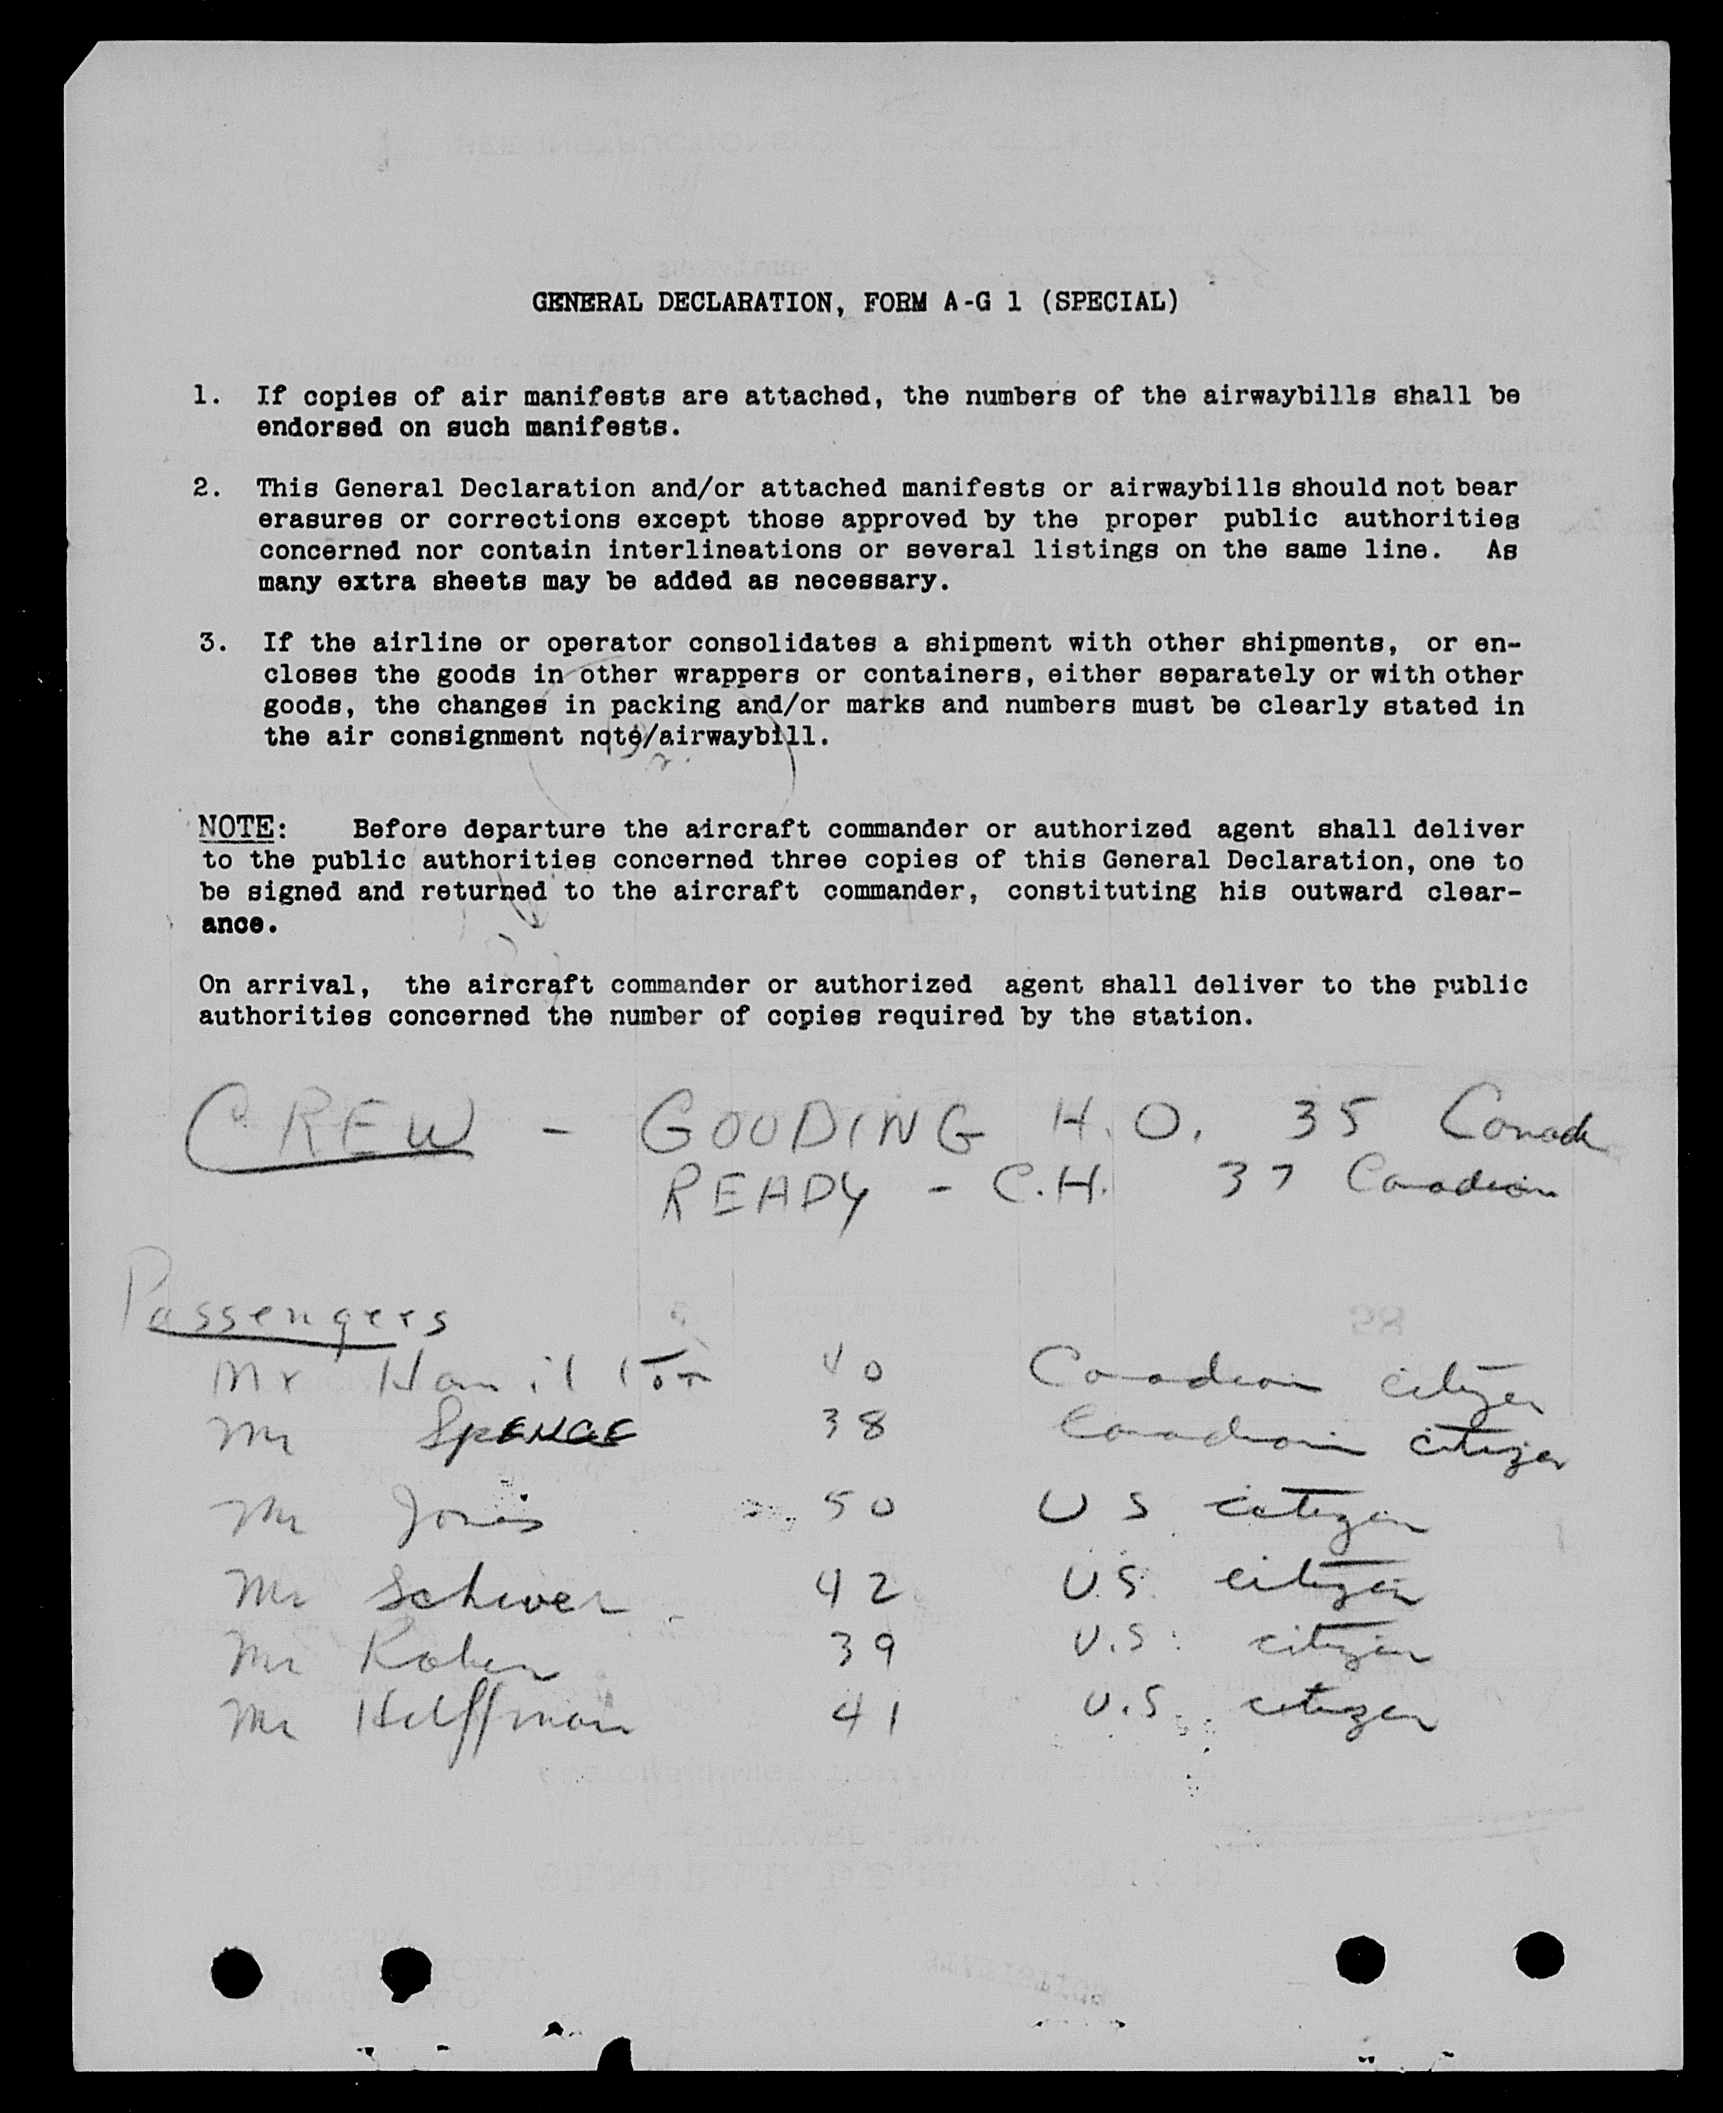 GENERAL DECLARATION, FORM A-G 1 (SPECIAL)
1. If copies of air manifests are attached, the numbers of the airwaybills shall be
endorsed on such manifests.
2. This General Declaration and/or attached manifests or airwaybills should not bear
erasures or corrections except those approved by the proper public authorities
concerned nor contain interlineations or several listings on the same line. As
many extra sheets may be added as necessary.
3. If the airline or operator consolidates a shipment with other shipments, or en-
closes the goods in other wrappers or containers, either separately or with other
goods, the changes in packing and/or marks and numbers must be clearly stated in
the air consignment note/airwaybill.
NOTE: Before departure the aircraft commander or authorized agent shall deliver
to the public authorities concerned three copies of this General Declaration, one to
be signed and returned to the aircraft commander, constituting his outward clear-
ance.
On arrival, the aircraft commander or authorized agent shall deliver to the public
authorities concerned the number of copies required by the station.
CREW - GOODING H.O. 35
READY - C.H. 37 Canadian
Passengers
Mr Hamilton 40 Canadian citizen
Mr SpENCE 38 Canadian citizen
Mr Jones 50 U S citizen
Mr 42 U.S. citizen
Mr 39 U.S. citizen
Mr 41 U.S. citizen